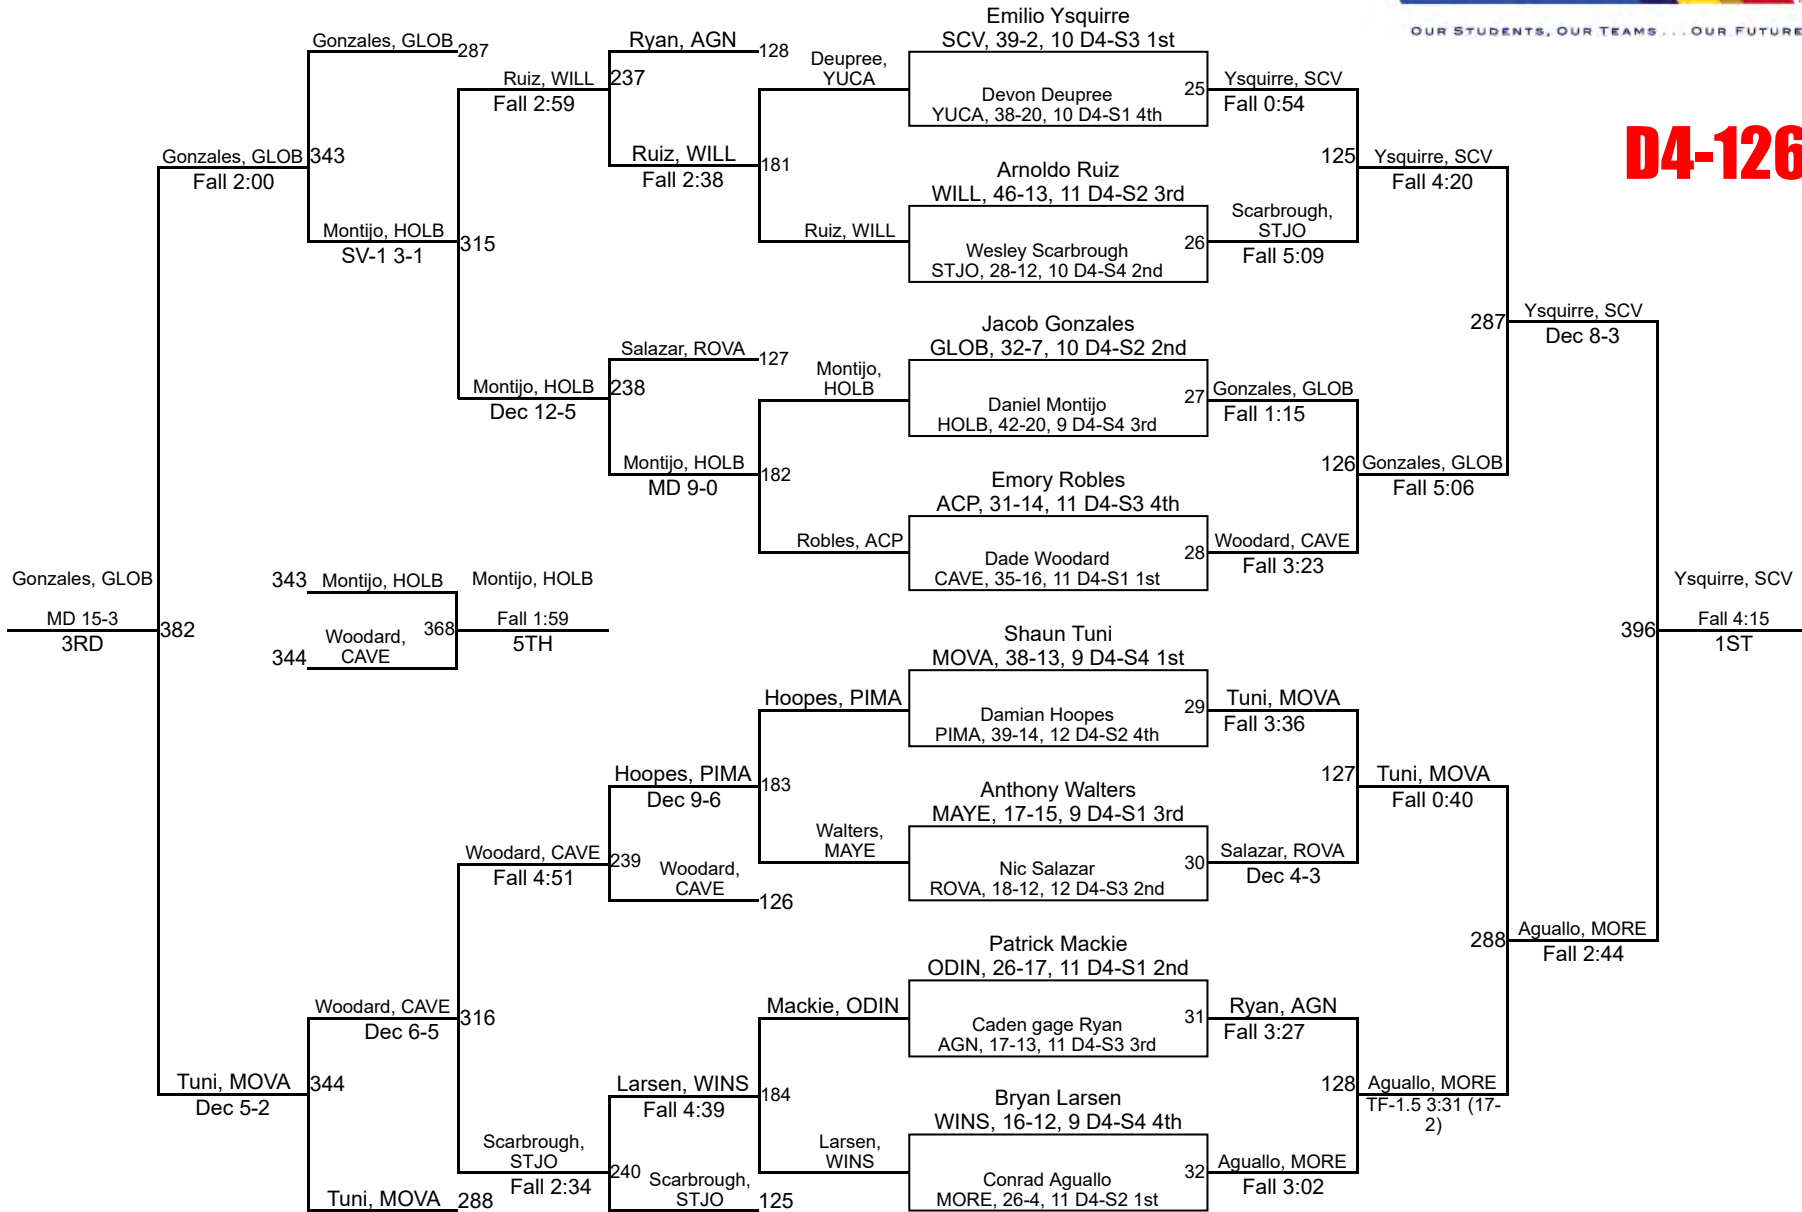 OUR STUDENTS, OUR TEAMS . . . OUR FUTURE
D4-126
Gonzales, GLOB
287
Gonzales, GLOB
343
Fall 2:00
Montijo, HOLB
315
SV-1 3-1
Ruiz, WILL
237
Fall 2:59
Ryan, AGN
128
Ruiz, WILL
181
Fall 2:38
Montijo, HOLB
238
Dec 12-5
Salazar, ROVA
127
Montijo, HOLB
182
MD 9-0
Deupree,
YUCA
Ruiz, WILL
Montijo,
HOLB
Robles, ACP
Emilio Ysquirre
SCV, 39-2, 10 D4-S3 1st
Devon Deupree
25
YUCA, 38-20, 10 D4-S1 4th
Arnoldo Ruiz
WILL, 46-13, 11 D4-S2 3rd
Wesley Scarbrough
26
STJO, 28-12, 10 D4-S4 2nd
Jacob Gonzales
GLOB, 32-7, 10 D4-S2 2nd
Daniel Montijo
27
HOLB, 42-20, 9 D4-S4 3rd
Emory Robles
ACP, 31-14, 11 D4-S3 4th
Dade Woodard
28
CAVE, 35-16, 11 D4-S1 1st
Ysquirre, SCV
Fall 0:54
125
Scarbrough,
STJO
Fall 5:09
Ysquirre, SCV
Fall 4:20
Gonzales, GLOB
Fall 1:15
126
Woodard, CAVE
Fall 3:23
Gonzales, GLOB
Fall 5:06
287
Ysquirre, SCV
Dec 8-3
Gonzales, GLOB
MD 15-3
382
3RD
343
Montijo, HOLB
344
Woodard,
CAVE
368
Montijo, HOLB
Fall 1:59
5TH
396
Ysquirre, SCV
Fall 4:15
1ST
Shaun Tuni
MOVA, 38-13, 9 D4-S4 1st
Damian Hoopes
29
PIMA, 39-14, 12 D4-S2 4th
Anthony Walters
MAYE, 17-15, 9 D4-S1 3rd
Nic Salazar
30
ROVA, 18-12, 12 D4-S3 2nd
Patrick Mackie
ODIN, 26-17, 11 D4-S1 2nd
Caden gage Ryan
31
AGN, 17-13, 11 D4-S3 3rd
Bryan Larsen
WINS, 16-12, 9 D4-S4 4th
Conrad Aguallo
32
MORE, 26-4, 11 D4-S2 1st
Hoopes, PIMA
Walters,
MAYE
Mackie, ODIN
Larsen,
WINS
Hoopes, PIMA
183
Dec 9-6
Woodard,
CAVE
126
Woodard, CAVE
239
Fall 4:51
Larsen, WINS
184
Fall 4:39
Scarbrough,
STJO
125
Scarbrough,
STJO
240
Fall 2:34
Woodard, CAVE
316
Dec 6-5
Tuni, MOVA
288
Tuni, MOVA
344
Dec 5-2
Tuni, MOVA
Fall 3:36
127
Salazar, ROVA
Dec 4-3
Tuni, MOVA
Fall 0:40
Ryan, AGN
Fall 3:27
128
Aguallo, MORE
Fall 3:02
Aguallo, MORE
TF-1.5 3:31 (17-
2)
288
Aguallo, MORE
Fall 2:44